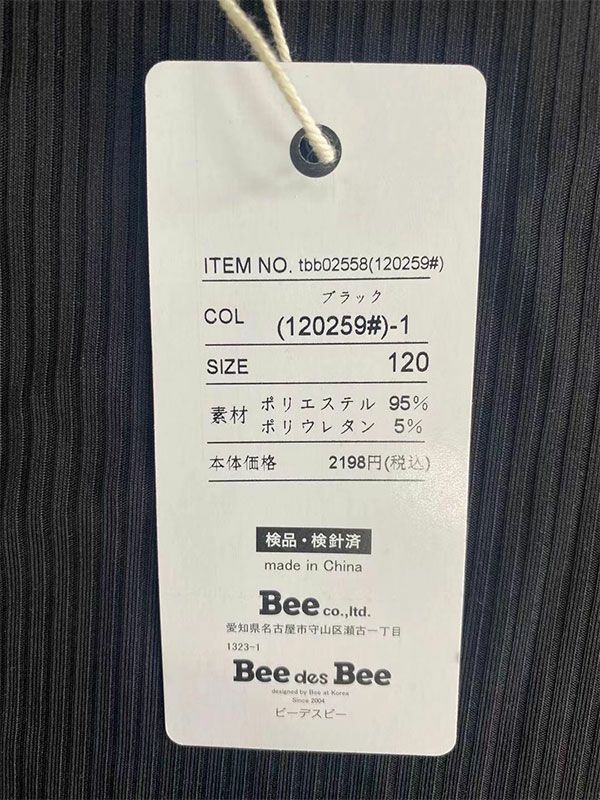 ITEM NO. tbb02558(120259#)
ブラック
COL (120259#)-1
SIZE 120
素材 ポリエステル 95%
ポリウレタン 5%
本体価格 2198円(税込)
検品・検針済
made in China
Bee co.,ltd.
愛知県名古屋市守山区瀬古一丁目
1323-1
Bee des Bee
designed by Bee at Korea
Since 2004
ビーデスビー